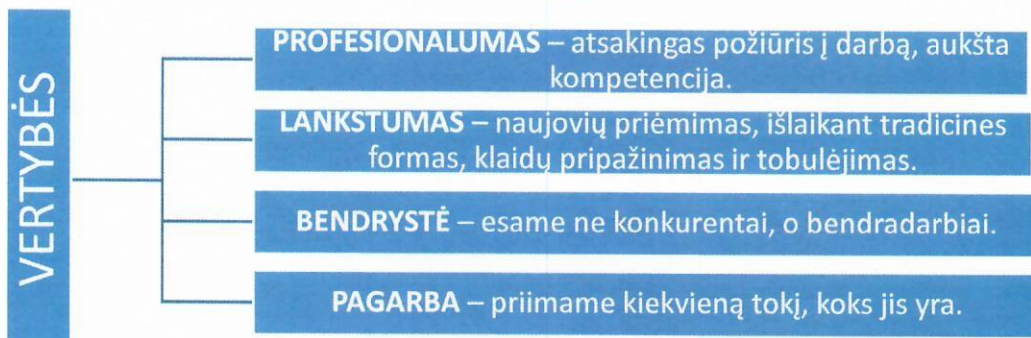 VERTYBĖS
PROFESIONALUMAS – atsakingas požiūris į darbą, aukšta
kompetencija.
LANKSTUMAS – naujovių priėmimas, išlaikant tradicines
formas, klaidų pripažinimas ir tobulėjimas.
BENDRYSTĖ – esame ne konkurentai, o bendradarbiai.
PAGARBA – priimame kiekvieną tokį, koks jis yra.